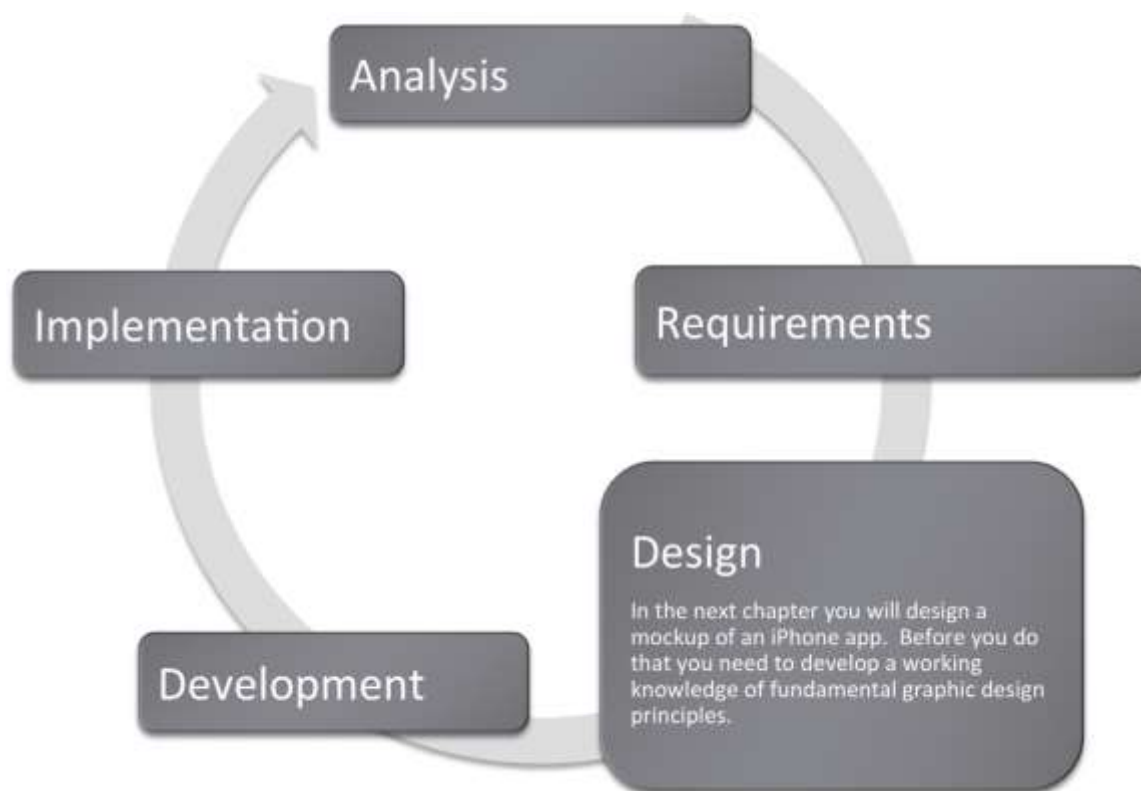 Analysis
Requirements
Design
In the next chapter you will design a
mockup of an iPhone app.  Before you do
that you need to develop a working
knowledge of fundamental graphic design
principles.
Development
Implementation